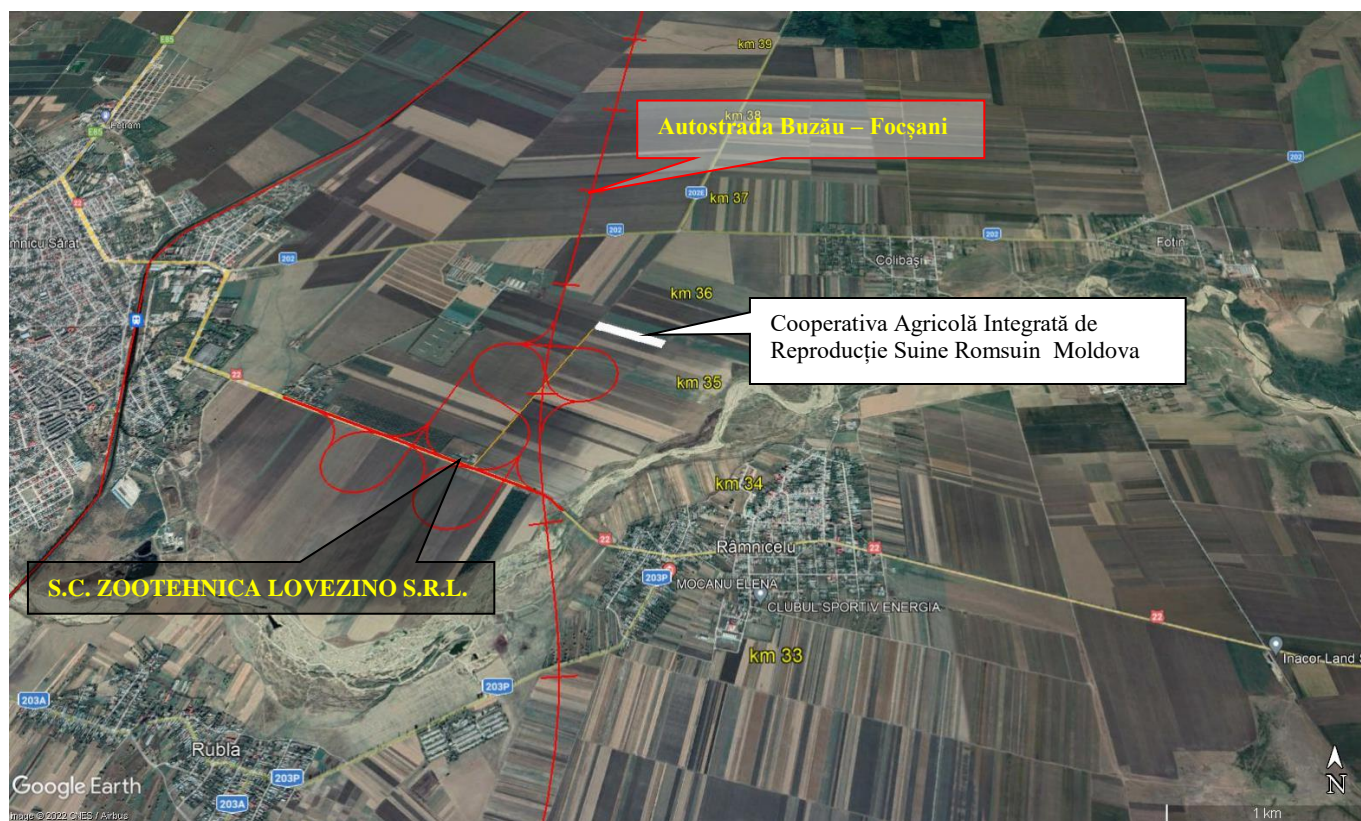 E85
km 39
Petrom
E85
km 38
Autostrada Buzău – Focșani
202
22
202E
km 37
202
202
mnicu Sărat
202
Colibași
Fotin
km 36
Cooperativa Agricolă Integrată de
Reproducție Suine Romsuin Moldova
22
km 35
km 34
22
Râmnicelu
22
203P
MOCANU ELENA
S.C. ZOOTEHNICA LOVEZINO S.R.L.
CLUBUL SPORTIV ENERGIA
22
km 33
Inacor Land S
203A
203P
Rubla
203P
Google Earth
N
203A
Image © 2022 CNES / Airbus
1 km